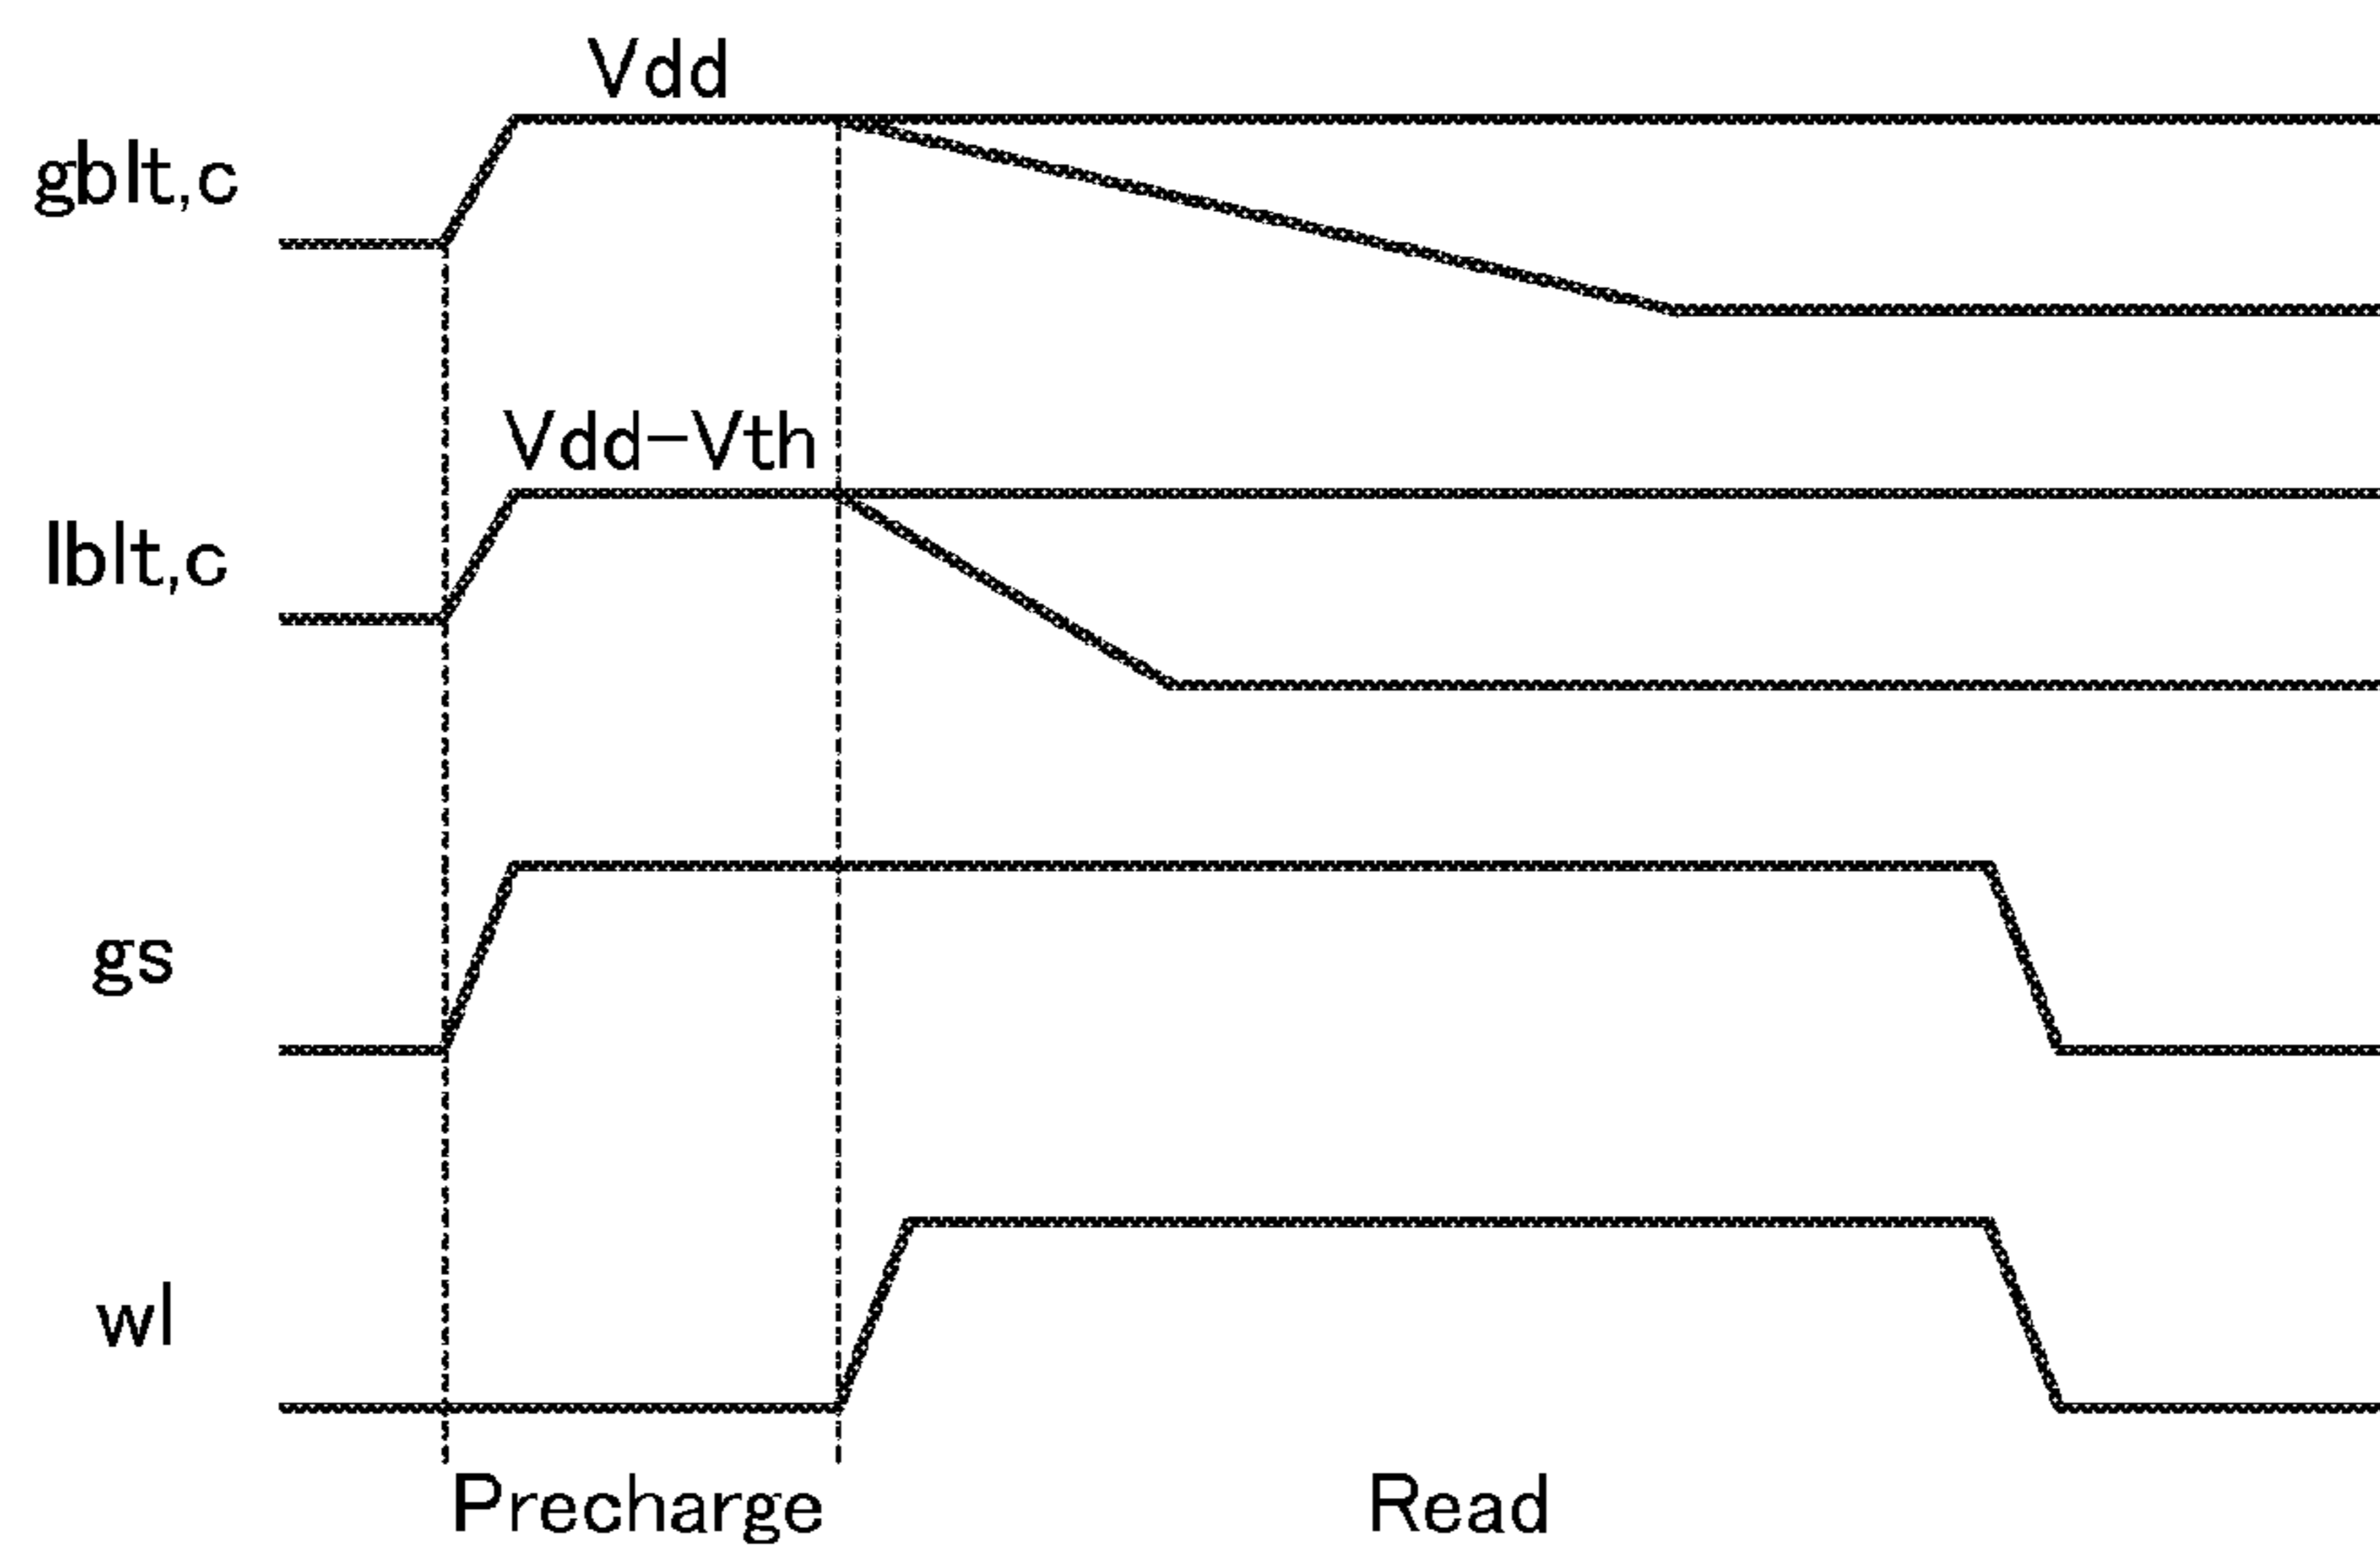 Vdd
gblt,c
Vdd-Vth
lblt,c
gs
wl
Precharge Read